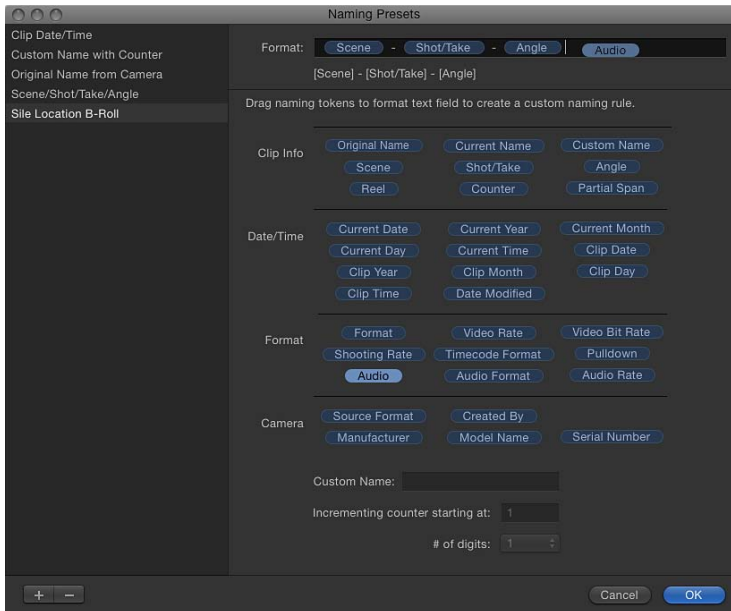 Naming Presets
Clip Date/Time
Custom Name with Counter
Original Name from Camera
Scene/Shot/Take/Angle
Sile Location B-Roll
Format: Scene - Shot/Take - Angle Audio
[Scene] - [Shot/Take] - [Angle]
Drag naming tokens to format text field to create a custom naming rule.
Clip Info
Original Name Current Name Custom Name
Scene Shot/Take Angle
Reel Counter Partial Span
Date/Time
Current Date Current Year Current Month
Current Day Current Time Clip Date
Clip Year Clip Month Clip Day
Clip Time Date Modified
Format
Format Video Rate Video Bit Rate
Shooting Rate Timecode Format Pulldown
Audio Audio Format Audio Rate
Camera
Source Format Created By
Manufacturer Model Name Serial Number
Custom Name:
Incrementing counter starting at: 1
# of digits: 1
+ −
Cancel OK